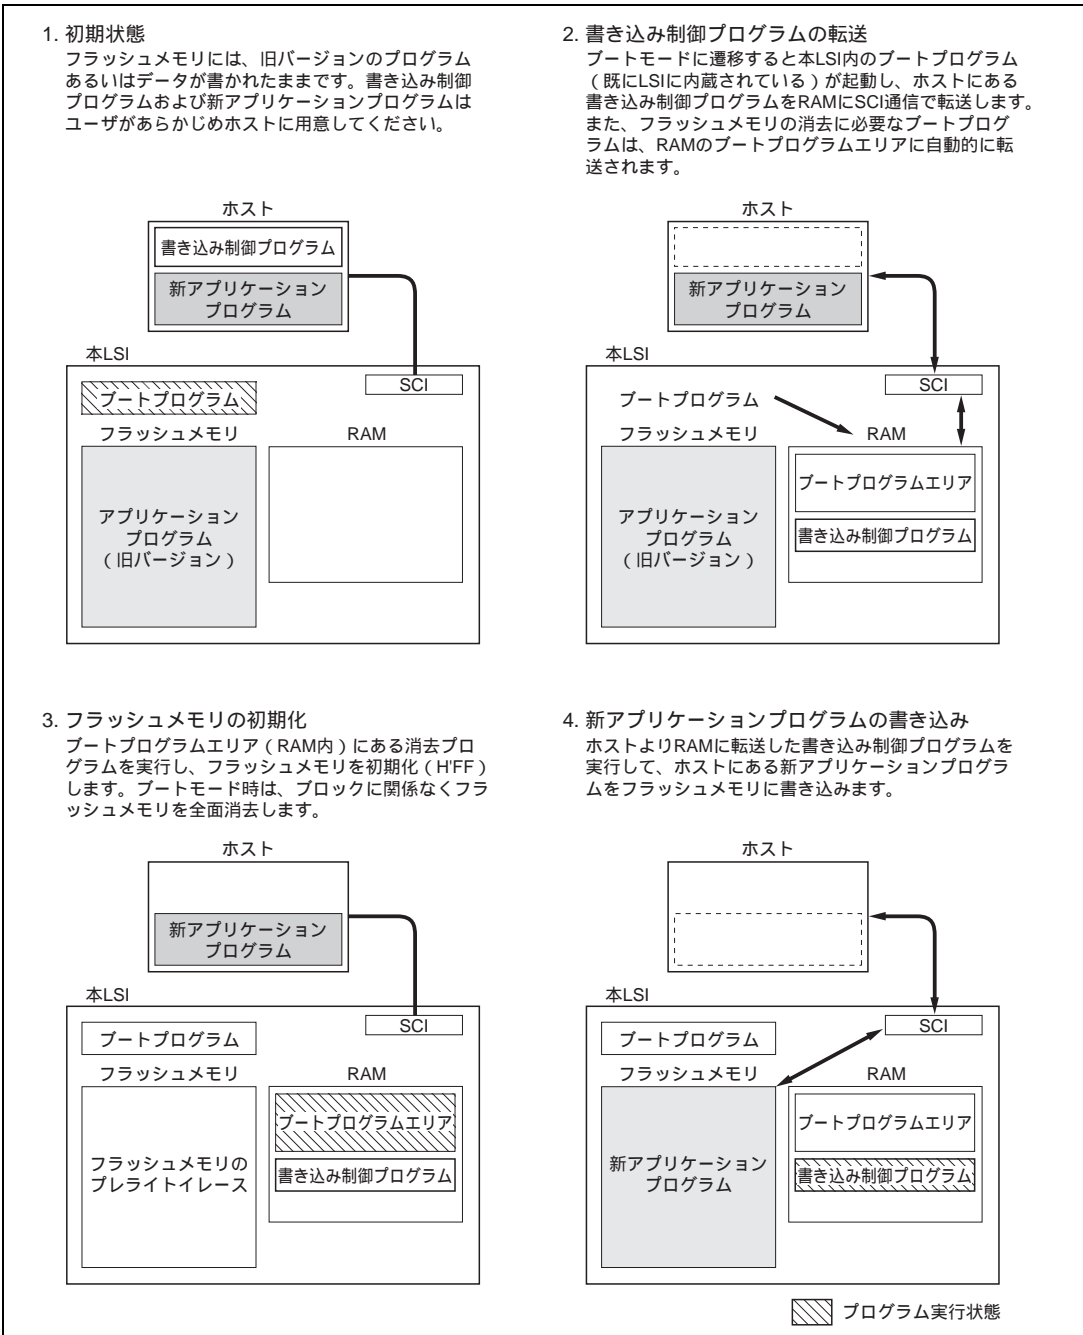 1. 初期状態
フラッシュメモリには、旧バージョンのプログラム
あるいはデータが書かれたままです。書き込み制御
プログラムおよび新アプリケーションプログラムは
ユーザがあらかじめホストに用意してください。
ホスト
書き込み制御プログラム
新アプリケーション
プログラム
本LSI
SCI
ブートプログラム
フラッシュメモリ
RAM
アプリケーション
プログラム
（旧バージョン）
2. 書き込み制御プログラムの転送
ブートモードに遷移すると本LSI内のブートプログラム
（既にLSIに内蔵されている）が起動し、ホストにある
書き込み制御プログラムをRAMにSCI通信で転送します。
また、フラッシュメモリの消去に必要なブートプログ
ラムは、RAMのブートプログラムエリアに自動的に転
送されます。
ホスト
新アプリケーション
プログラム
本LSI
SCI
ブートプログラム
フラッシュメモリ
RAM
ブートプログラムエリア
アプリケーション
プログラム
（旧バージョン）
書き込み制御プログラム
3. フラッシュメモリの初期化
ブートプログラムエリア（RAM内）にある消去プロ
グラムを実行し、フラッシュメモリを初期化（H'FF）
します。ブートモード時は、ブロックに関係なくフラ
ッシュメモリを全面消去します。
ホスト
新アプリケーション
プログラム
本LSI
SCI
ブートプログラム
フラッシュメモリ
RAM
ブートプログラムエリア
フラッシュメモリの
プレライトイレース
書き込み制御プログラム
4. 新アプリケーションプログラムの書き込み
ホストよりRAMに転送した書き込み制御プログラムを
実行して、ホストにある新アプリケーションプログラ
ムをフラッシュメモリに書き込みます。
ホスト
本LSI
SCI
ブートプログラム
フラッシュメモリ
RAM
ブートプログラムエリア
新アプリケーション
プログラム
書き込み制御プログラム
プログラム実行状態